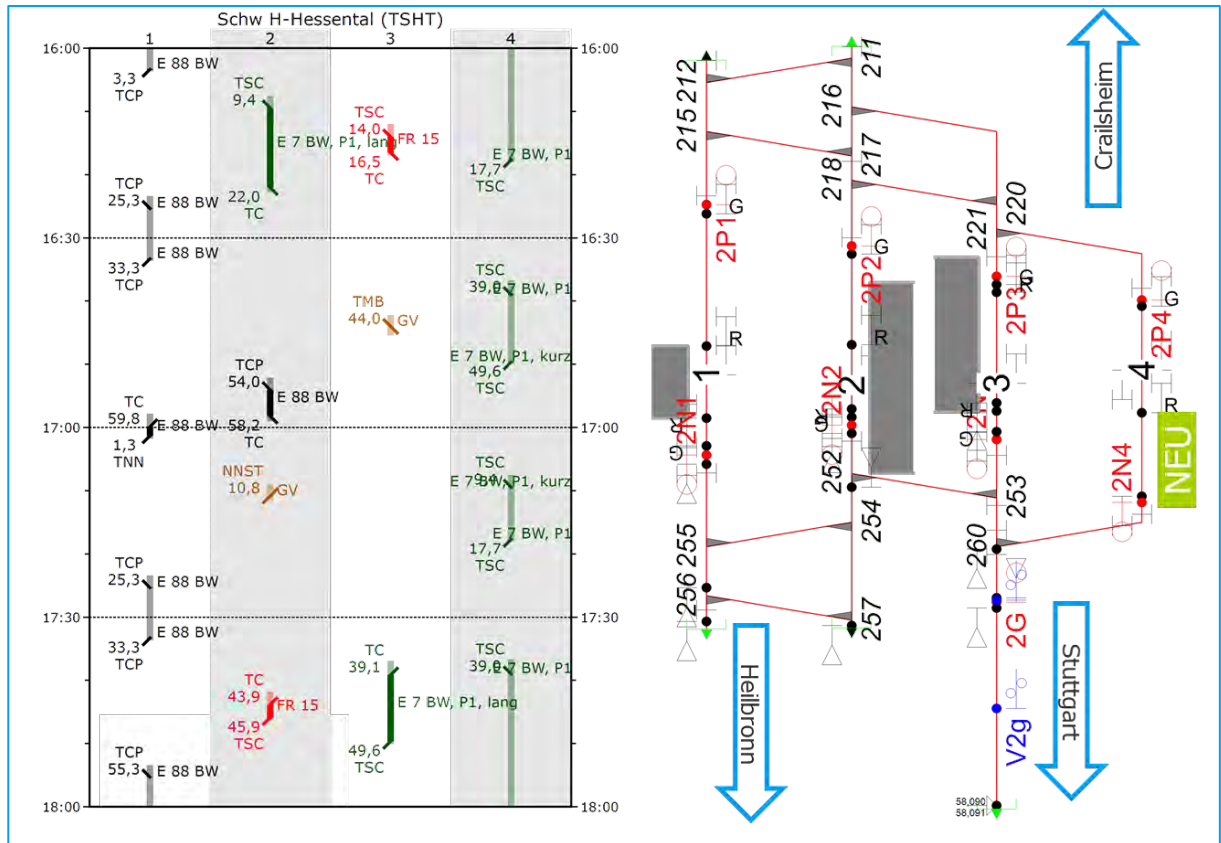 Schw H-Hessental (TSHT)
1
2
3
4
16:00
16:00
E 88 BW
3,3
TCP
TSC
9,4
E 7 BW, P1, lang
22,0
TC
TSC
14,0
FR 15
16,5
TC
E 7 BW, P1
17,7
TSC
TCP
25,3
E 88 BW
16:30
16:30
33,3
E 88 BW
TCP
TSC
39,0
E 7 BW, P1
TMB
44,0
GV
E 7 BW, P1, kurz
49,6
TSC
TCP
54,0
E 88 BW
58,2
TC
TC
59,8
E 88 BW
17:00
17:00
1,3
TNN
NNST
10,8
GV
TSC
E 7 BW, P1, kurz
E 7 BW, P1
17,7
TSC
TCP
25,3
E 88 BW
17:30
17:30
33,3
E 88 BW
TCP
TC
39,1
E 7 BW, P1, lang
49,6
TSC
TSC
39,0
E 7 BW, P1
TC
43,9
FR 15
45,9
TSC
TCP
55,3
E 88 BW
18:00
18:00
212
211
215
216
217
218
220
221
G
2P1
R
1
R
2N1
G
255
256
G
2P2
R
2
2N2
R
G
252
254
257
2P3
R
3
R
G
253
260
2G
V2g
58,090
58,091
G
2P4
4
R
2N4
NEU
Crailsheim
Heilbronn
Stuttgart